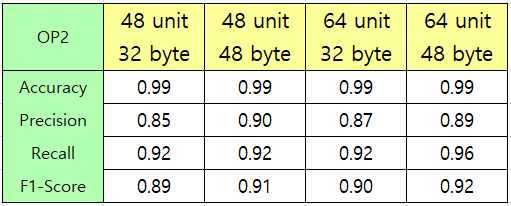 OP2 48 unit 48 unit 64 unit 64 unit
32 byte 48 byte 32 byte 48 byte
Accuracy 0.99 0.99 0.99 0.99
Precision 0.85 0.90 0.87 0.89
Recall 0.92 0.92 0.92 0.96
F1-Score 0.89 0.91 0.90 0.92